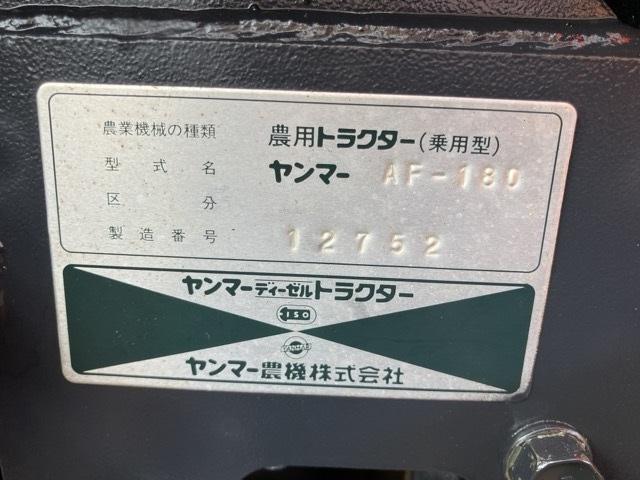 農業機械の種類 農用トラクター(乗用型)
型式名 ヤンマー AF-180
区分
製造番号 12752
ヤンマーディーゼルトラクター
ISO
YANMAR
ヤンマー農機株式会社